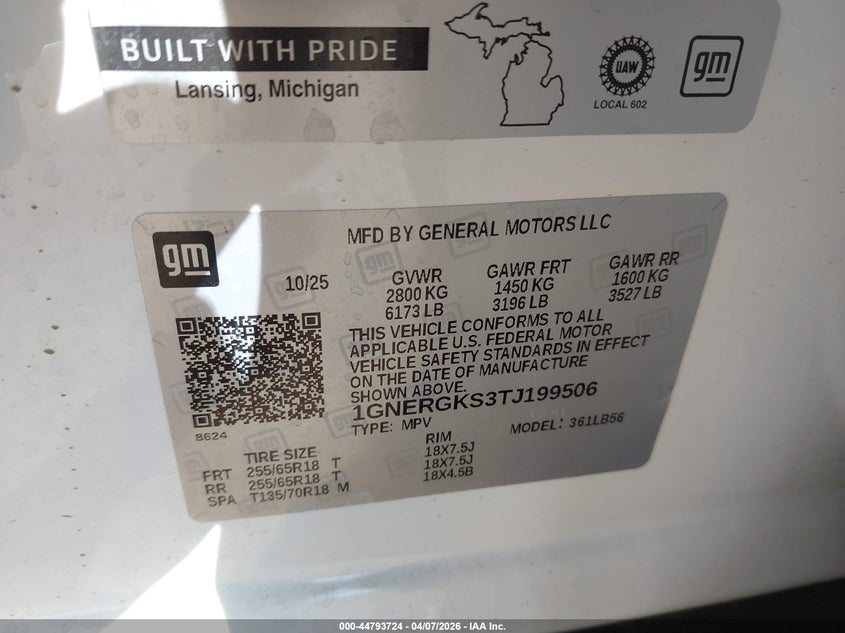 BUILT WITH PRIDE
Lansing, Michigan
UAW
LOCAL 602
gm
gm
MFD BY GENERAL MOTORS LLC
10/25
GVWR GAWR FRT GAWR RR
2800 KG 1450 KG 1600 KG
6173 LB 3196 LB 3527 LB
THIS VEHICLE CONFORMS TO ALL
APPLICABLE U.S. FEDERAL MOTOR
VEHICLE SAFETY STANDARDS IN EFFECT
ON THE DATE OF MANUFACTURE
SHOWN ABOVE.
1GNERGKS3TJ199506
TYPE: MPV MODEL: 361LB56
8624
TIRE SIZE RIM
FRT 255/65R18 T 18X7.5J
RR 255/65R18 T 18X7.5J
SPA T135/70R18 M 18X4.5B
000-44793724 - 04/07/2026 - IAA Inc.